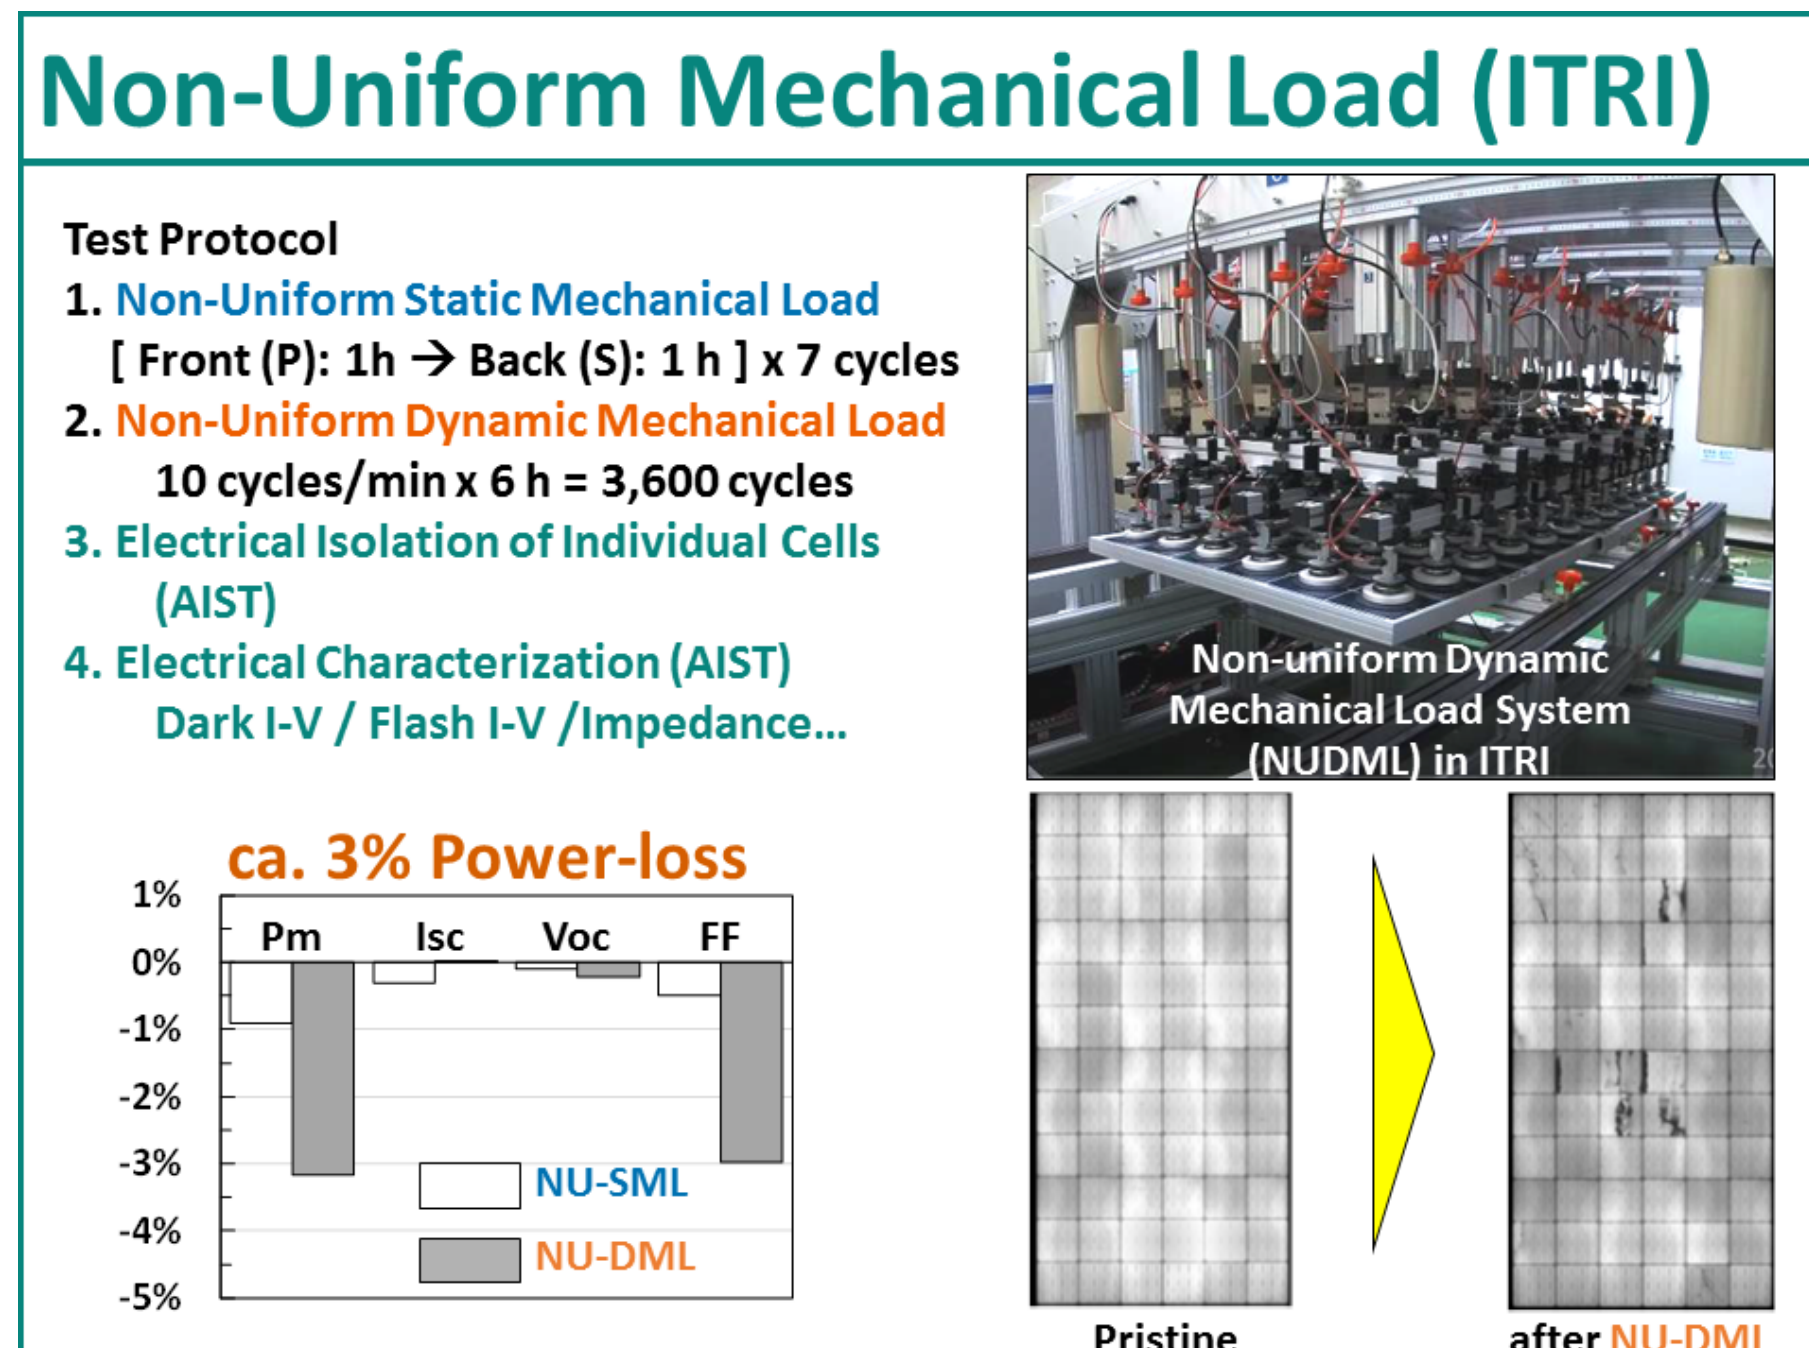 Non-Uniform Mechanical Load (ITRI)
Test Protocol
1. Non-Uniform Static Mechanical Load
[ Front (P): 1h → Back (S): 1 h ] x 7 cycles
2. Non-Uniform Dynamic Mechanical Load
10 cycles/min x 6 h = 3,600 cycles
3. Electrical Isolation of Individual Cells
(AIST)
4. Electrical Characterization (AIST)
Dark I-V / Flash I-V /Impedance...
Non-uniform Dynamic
Mechanical Load System
(NUDML) in ITRI
20
ca. 3% Power-loss
1%
Pm Isc Voc FF
0%
-1%
-2%
-3%
NU-SML
-4%
NU-DML
-5%
Pristine
after NU-DML